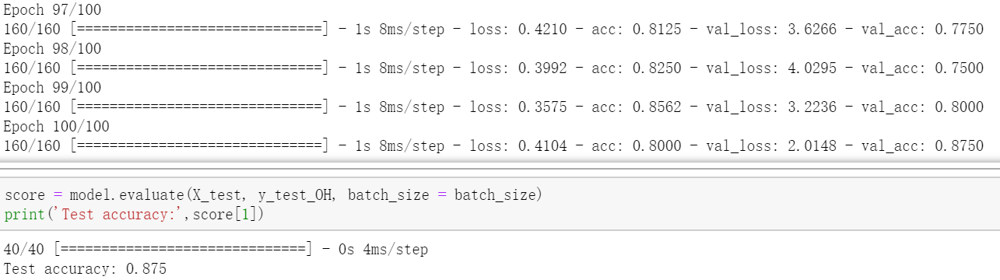 Epoch 97/100
160/160 [==============================] - 1s 8ms/step - loss: 0.4210 - acc: 0.8125 - val_loss: 3.6266 - val_acc: 0.7750
Epoch 98/100
160/160 [==============================] - 1s 8ms/step - loss: 0.3992 - acc: 0.8250 - val_loss: 4.0295 - val_acc: 0.7500
Epoch 99/100
160/160 [==============================] - 1s 8ms/step - loss: 0.3575 - acc: 0.8562 - val_loss: 3.2236 - val_acc: 0.8000
Epoch 100/100
160/160 [==============================] - 1s 8ms/step - loss: 0.4104 - acc: 0.8000 - val_loss: 2.0148 - val_acc: 0.8750
score = model.evaluate(X_test, y_test_OH, batch_size = batch_size)
print('Test accuracy:',score[1])
40/40 [==============================] - 0s 4ms/step
Test accuracy: 0.875